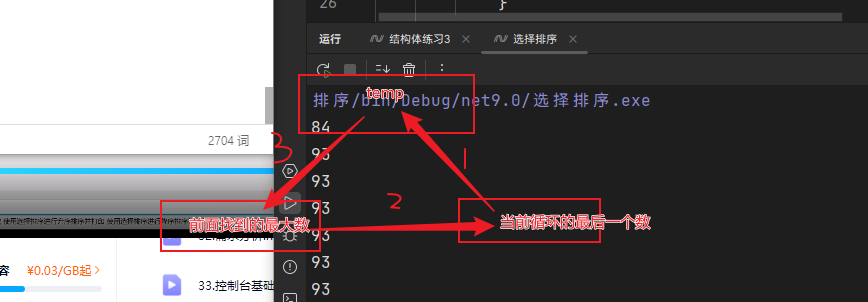 26
}
运行
结构体练习3
选择排序
排序/bin/Debug/net9.0/选择排序.exe
temp
84
2704 词
3
93
1
93
2
93
前面找到的最大数
当前循环的最后一个数
93
容
¥0.03/GB起
93
33.控制台基础
93